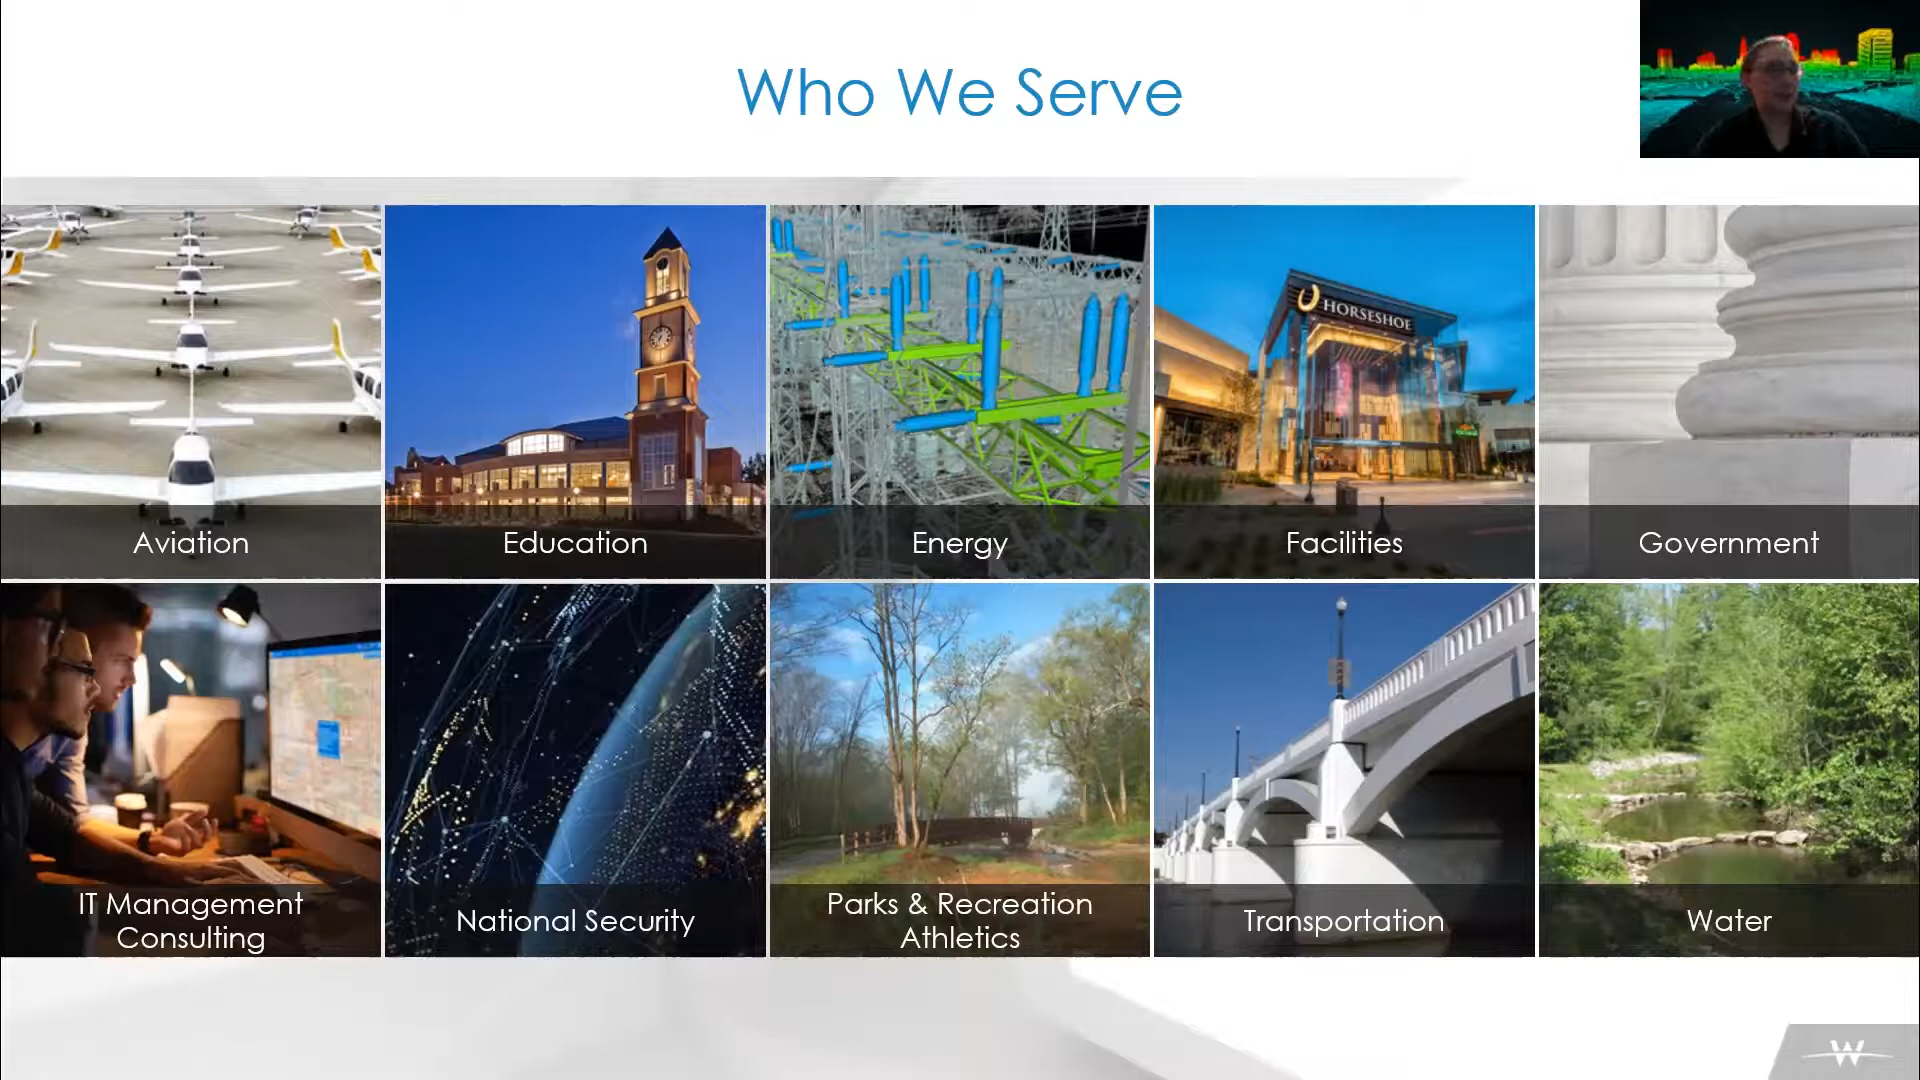 Who We Serve
HORSESHOE
Aviation
Education
Energy
Facilities
Government
IT Management
Consulting
National Security
Parks & Recreation
Athletics
Transportation
Water
W